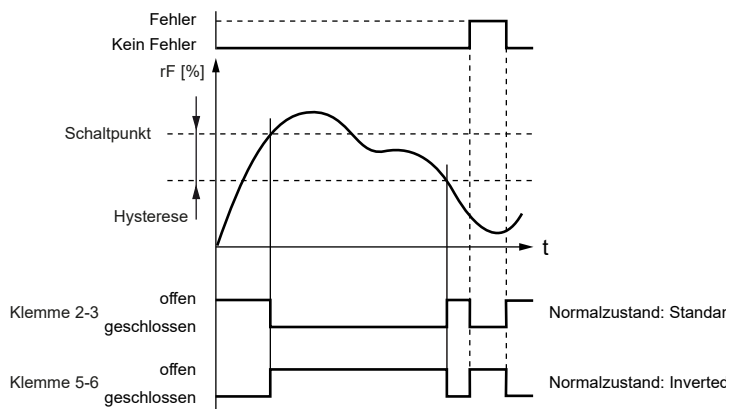 Fehler
Kein Fehler
rF [%]
Schaltpunkt
Hysterese
t
offen
Klemme 2-3
geschlossen
Normalzustand: Standar
offen
Klemme 5-6
geschlossen
Normalzustand: Invertec